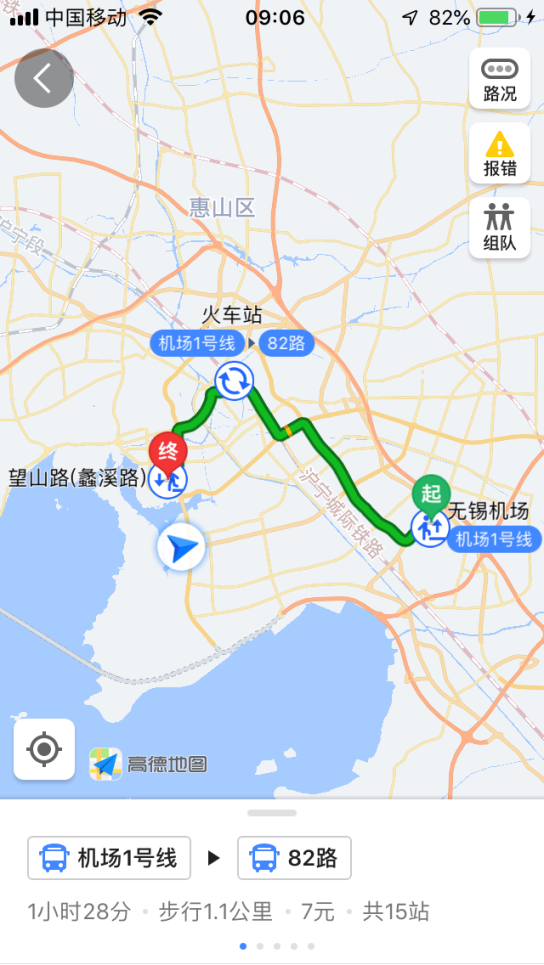 中国移动 09:06 82%
路况
报错
组队
惠山区
沪宁段
火车站
机场1号线 82路
终
望山路(蠡溪路)
沪宁城际铁路
起
无锡机场
机场1号线
高德地图
机场1号线 82路
1小时28分 • 步行1.1公里 • 7元 • 共15站